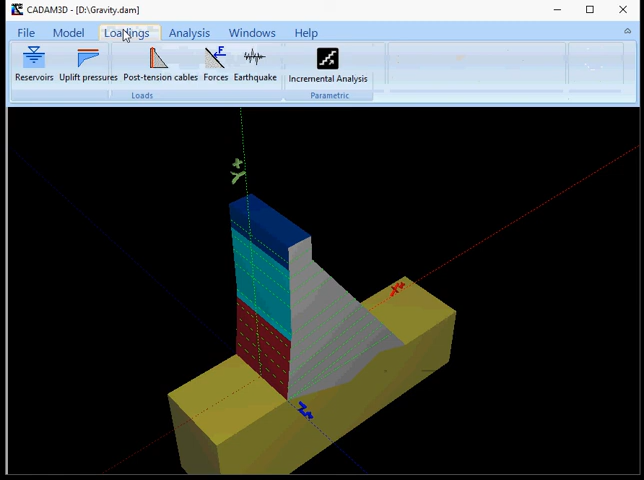 CADAM3D - [D:\Gravity.dam]
File Model Loadings Analysis Windows Help
Reservoirs Uplift pressures Post-tension cables Forces Earthquake Incremental Analysis
Loads Parametric
Y+
X+
Z+